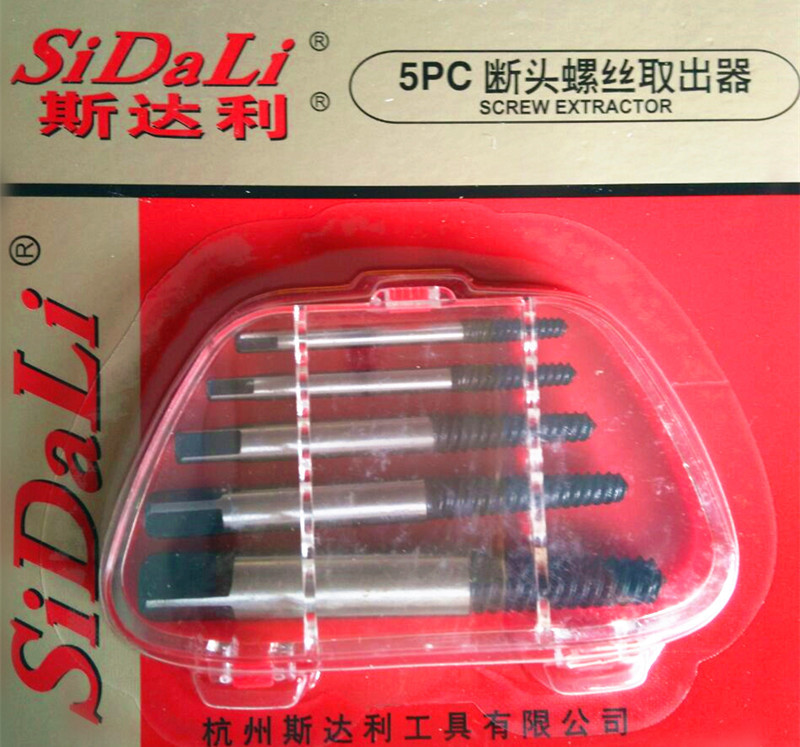 SiDaLi ®
斯达利 ®
5PC 断头螺丝取出器
SCREW EXTRACTOR
SiDaLi ®
杭州斯达利工具有限公司